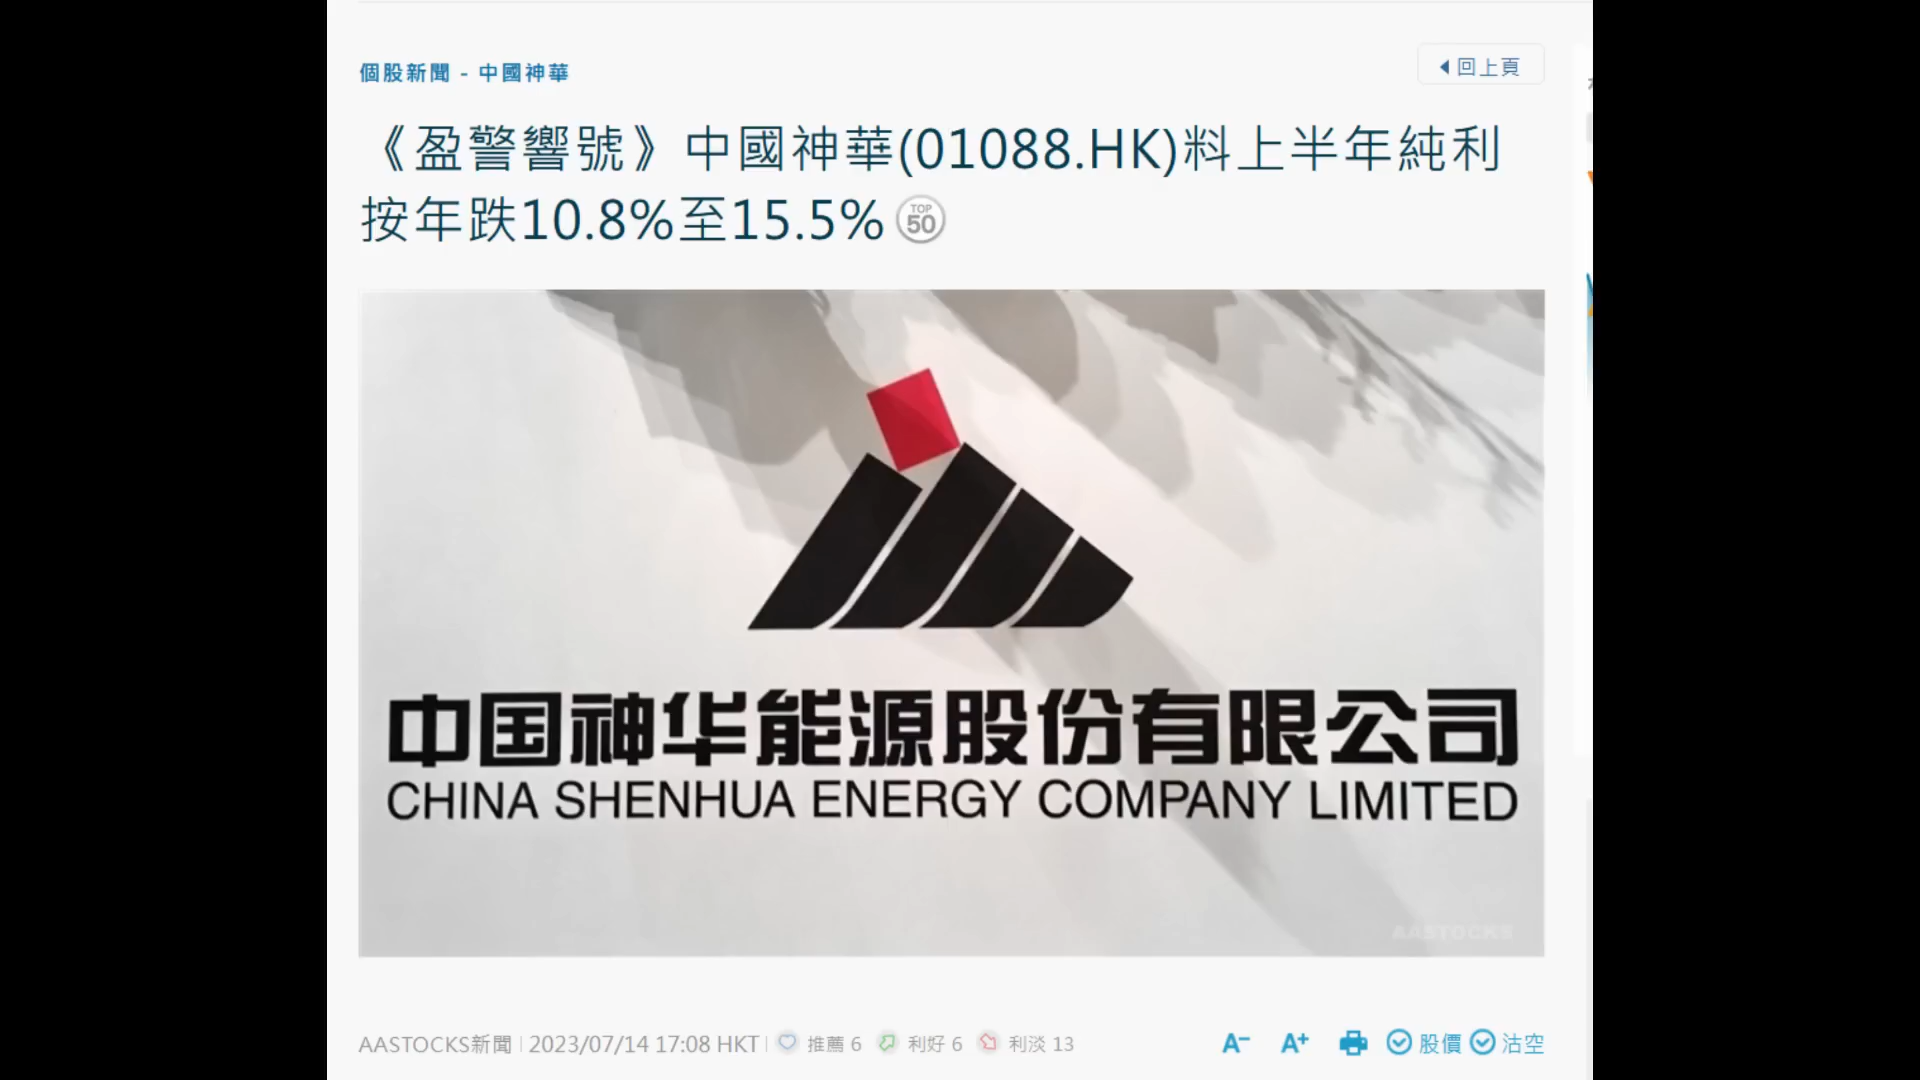 個股新聞 - 中國神華
回上頁
《盈警響號》中國神華(01088.HK)料上半年純利
按年跌10.8%至15.5%
TOP
50
中国神华能源股份有限公司
CHINA SHENHUA ENERGY COMPANY LIMITED
AASTOCKS
AASTOCKS新聞 2023/07/14 17:08 HKT 推薦 6 利好 6 利淡 13
A- A+ 股價 沽空